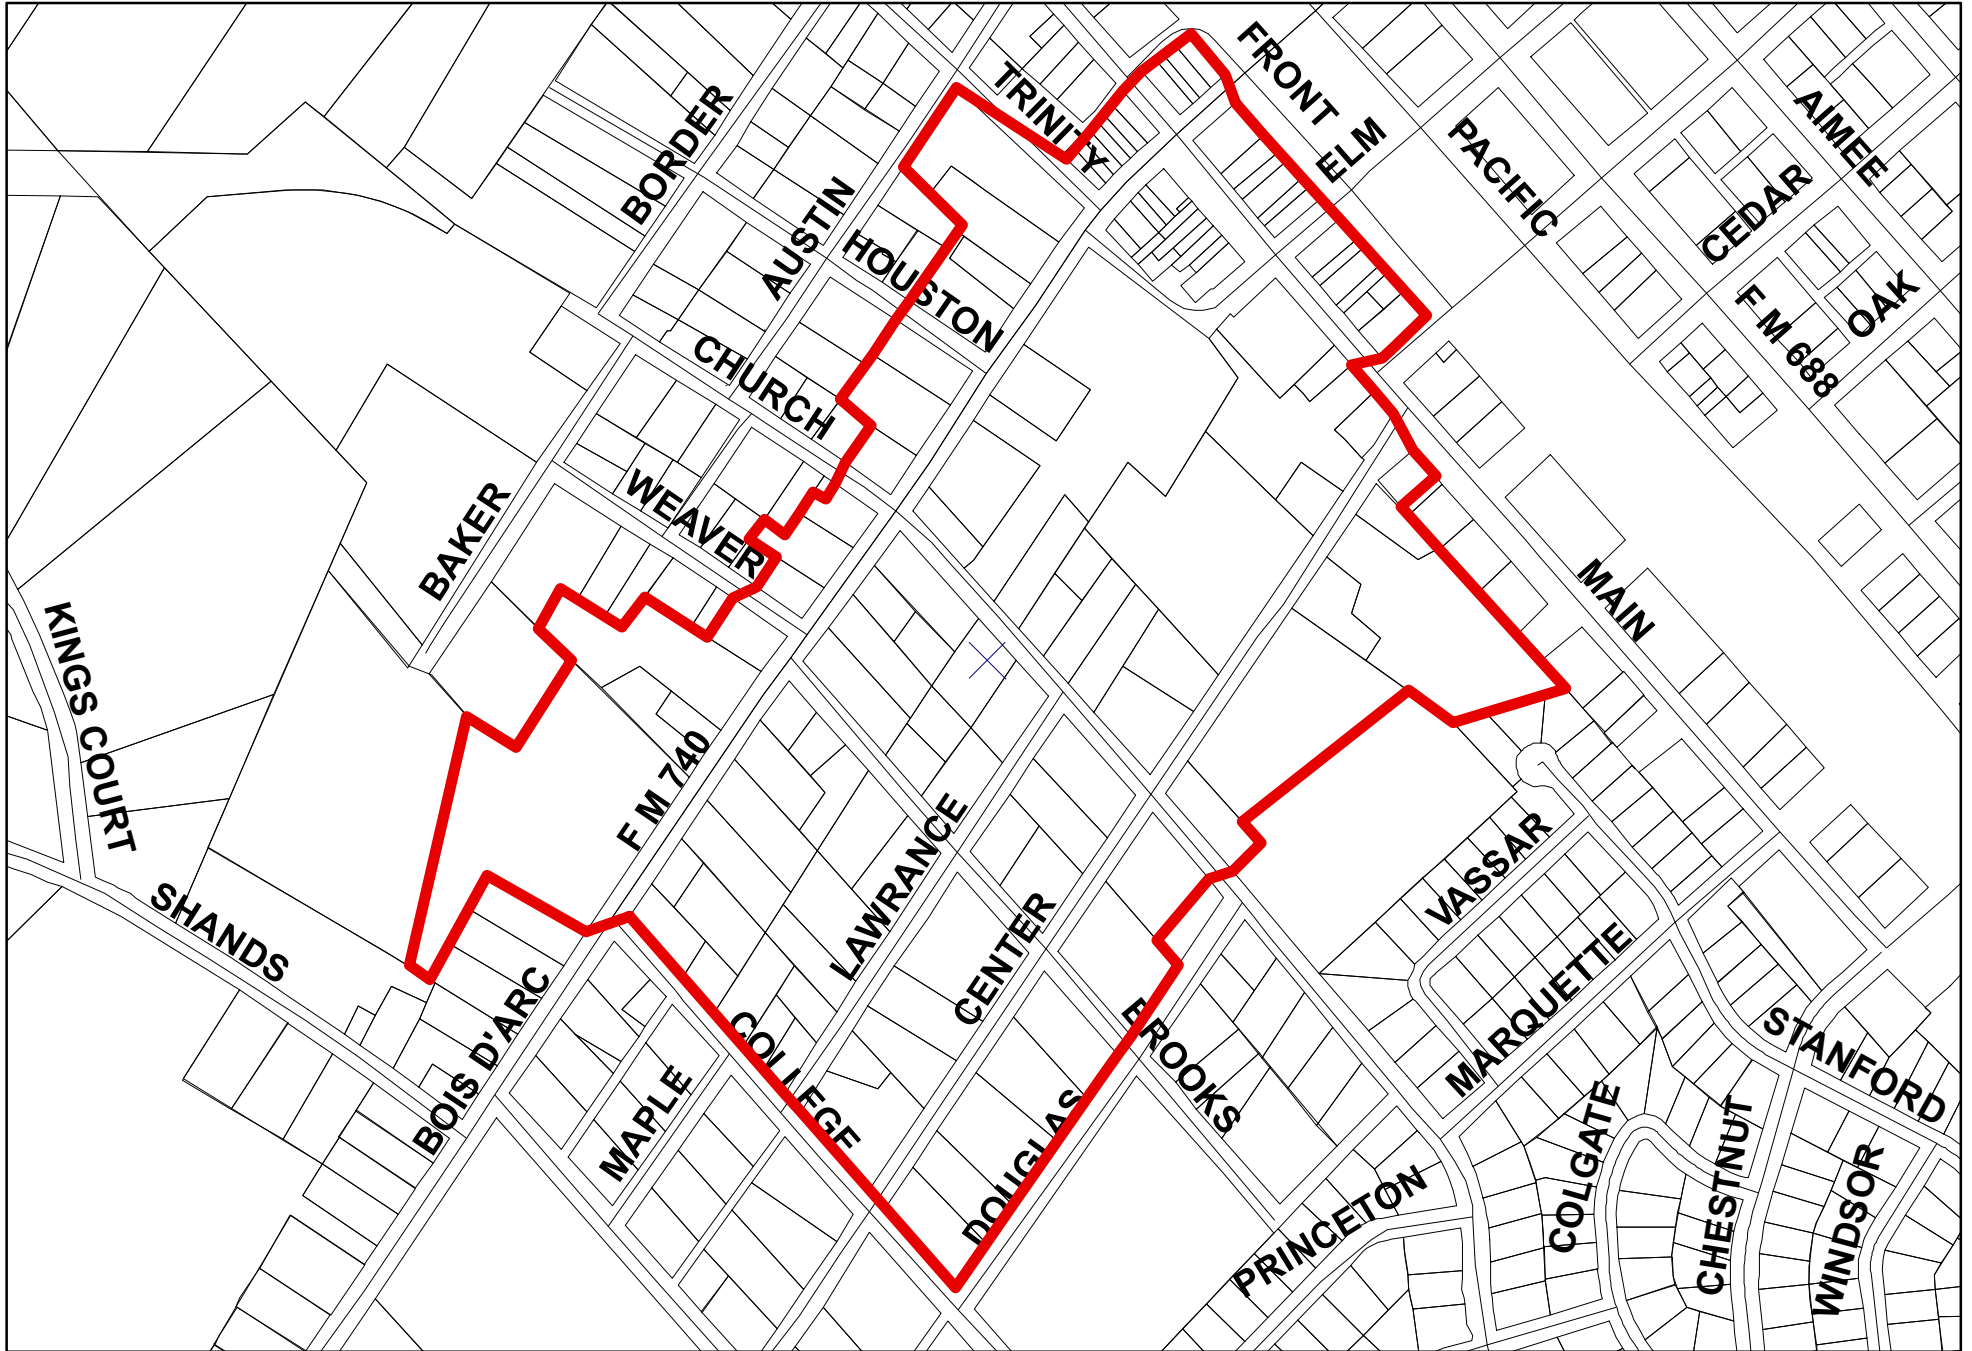 FRONT
TRINITY
BORDER
ELM
PACIFIC
AIMEE
CEDAR
AUSTIN
HOUSTON
OAK
F M 688
CHURCH
WEAVER
BAKER
MAIN
KINGS COURT
F M 740
LAWRANCE
VASSAR
SHANDS
CENTER
MARQUETTE
BOIS D'ARC
COLLEGE
BROOKS
STANFORD
MAPLE
DOUGLAS
COLGATE
CHESTNUT
PRINCETON
WINDSOR